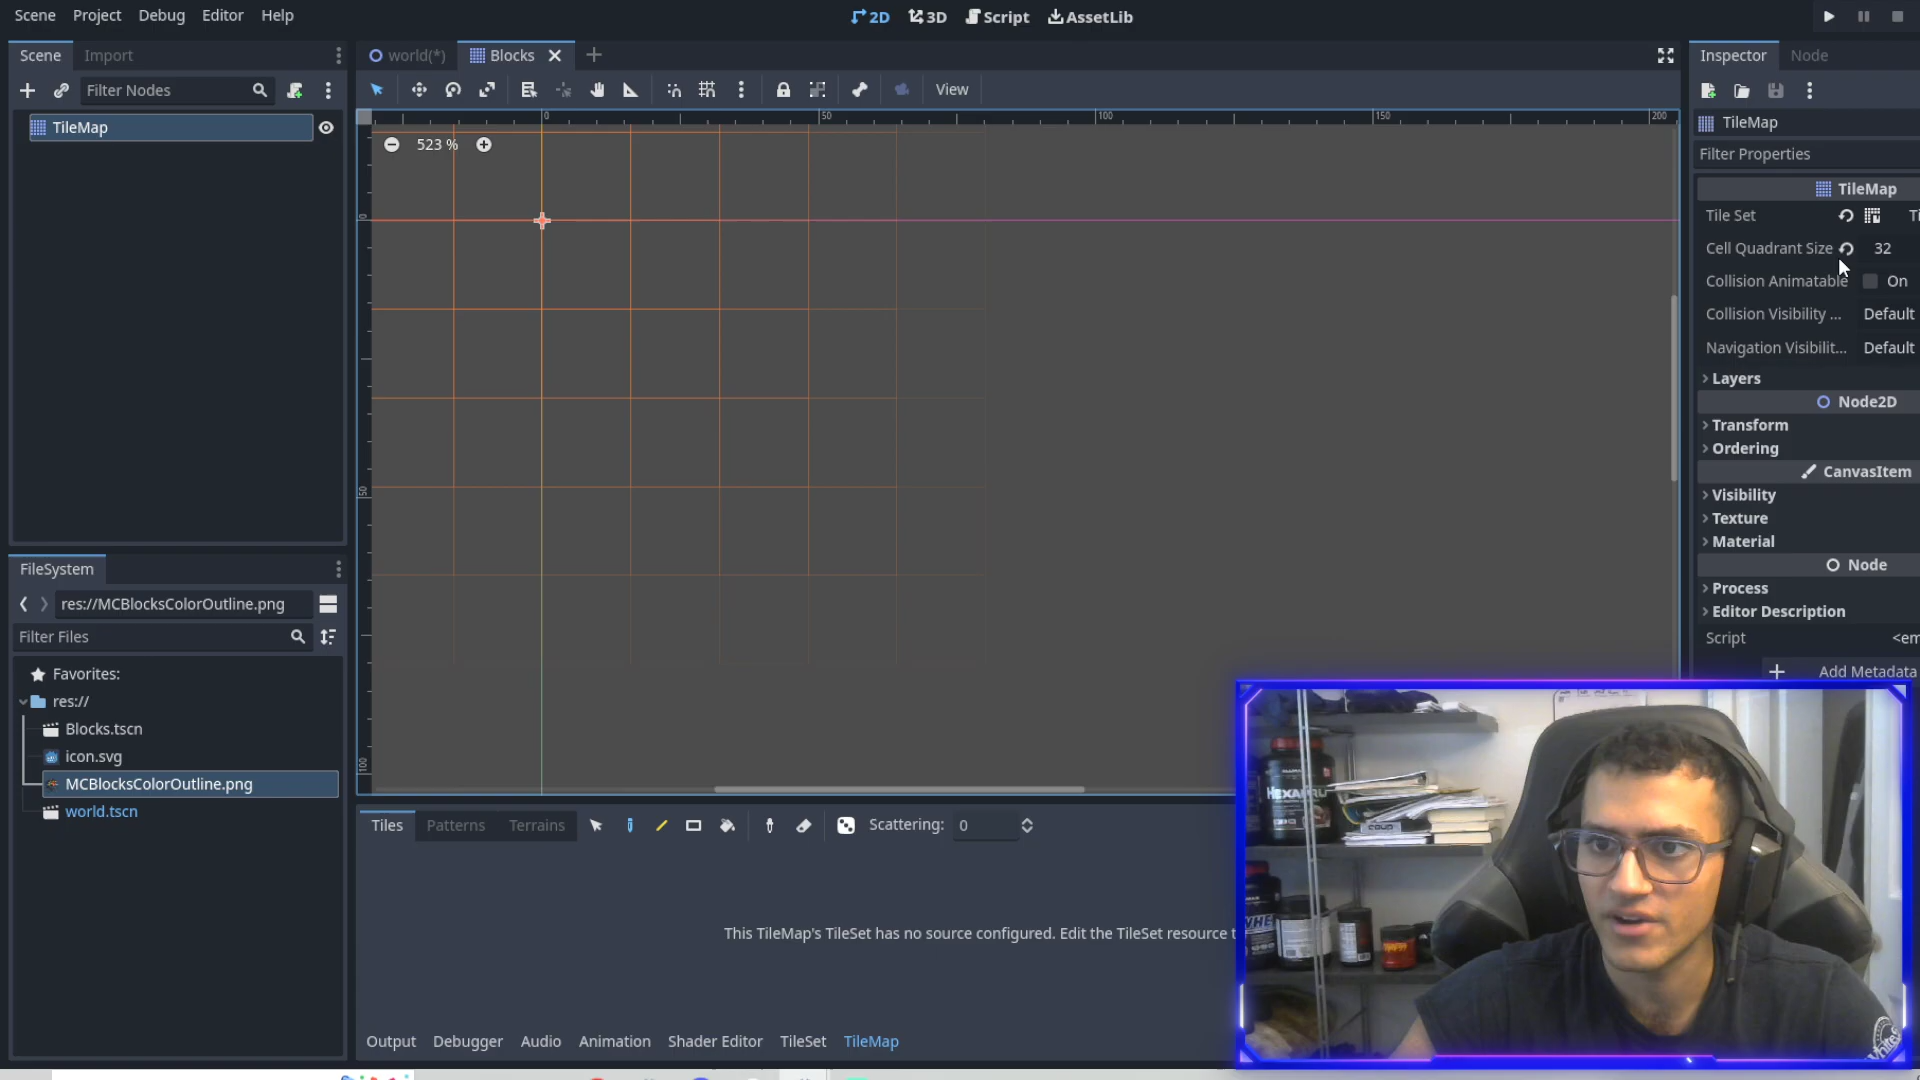 Scene Project Debug Editor Help
2D 3D Script AssetLib
Scene Import
world(*) Blocks
Inspector Node
Filter Nodes
View
TileMap
0 50 100 150 200
523 %
0
50
100
TileMap
Filter Properties
TileMap
Tile Set Ti
Cell Quadrant Size 32
Collision Animatable On
Collision Visibility ... Default
Navigation Visibilit... Default
Layers
Node2D
Transform
Ordering
CanvasItem
Visibility
Texture
Material
Node
Process
Editor Description
Script <em
Add Metadata
FileSystem
res://MCBlocksColorOutline.png
Filter Files
Favorites:
res://
Blocks.tscn
icon.svg
MCBlocksColorOutline.png
world.tscn
Tiles Patterns Terrains Scattering: 0
This TileMap's TileSet has no source configured. Edit the TileSet resource t
Output Debugger Audio Animation Shader Editor TileSet TileMap